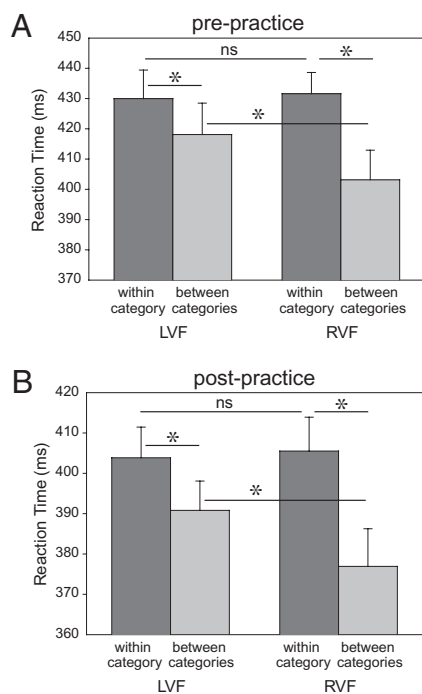 A
pre-practice
Reaction Time (ms)
450
440
430
420
410
400
390
380
370
ns
*
*
*
within category
between categories
within category
between categories
LVF
RVF
B
post-practice
Reaction Time (ms)
420
410
400
390
380
370
360
ns
*
*
*
within category
between categories
within category
between categories
LVF
RVF